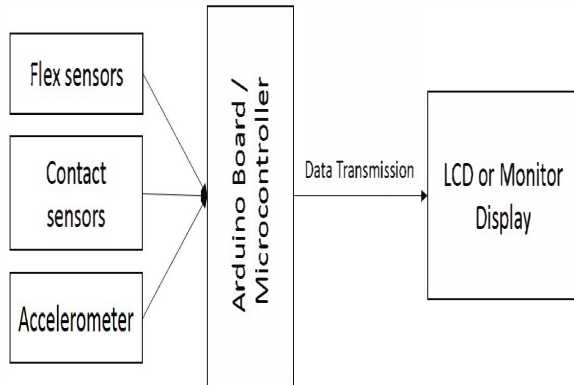 Flex sensors
Contact
sensors
Accelerometer
Arduino Board /
Microcontroller
Data Transmission
LCD or Monitor
Display